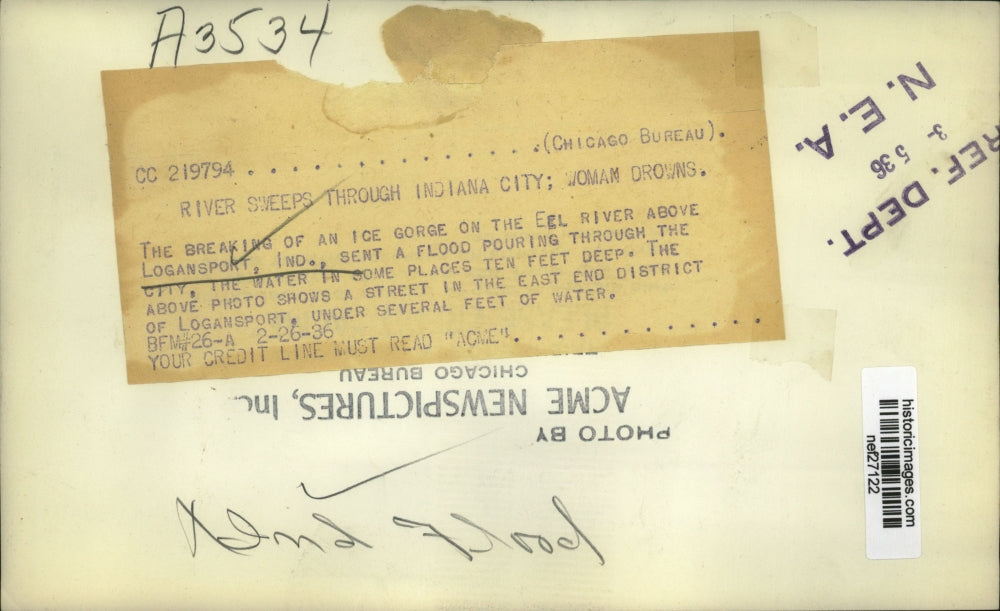 A3534
CC 219794 . . . . . . . . . . . . . . . .(CHICAGO BUREAU).
RIVER SWEEPS THROUGH INDIANA CITY; WOMAN DROWNS.
THE BREAKING OF AN ICE GORGE ON THE EEL RIVER ABOVE
LOGANSPORT, IND., SENT A FLOOD POURING THROUGH THE
CITY, THE WATER IN SOME PLACES TEN FEET DEEP. THE
ABOVE PHOTO SHOWS A STREET IN THE EAST END DISTRICT
OF LOGANSPORT, UNDER SEVERAL FEET OF WATER.
BFM#26-A 2-26-36
YOUR CREDIT LINE MUST READ "ACME". . . . . . . . . . . . .
N. E. A.
3- 536
REF. DEPT.
PHOTO BY
ACME NEWSPICTURES, Inc.
CHICAGO BUREAU
Flood
historicimages.com
nef27122